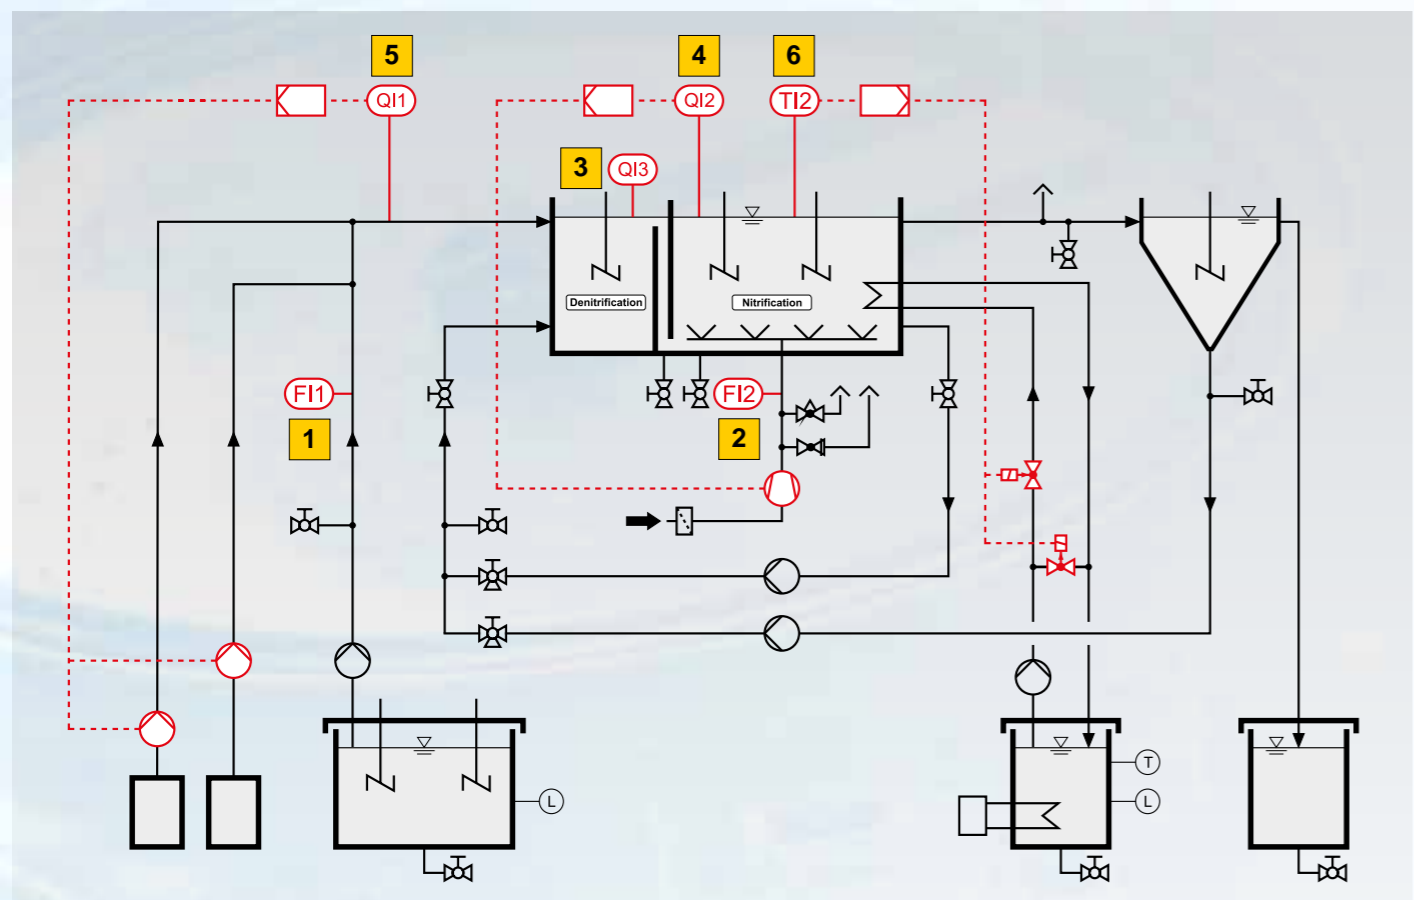 5
4
6
QI1
QI2
TI2
3
QI3
Denitrification
Nitrification
FI1
FI2
1
2
T
L
L